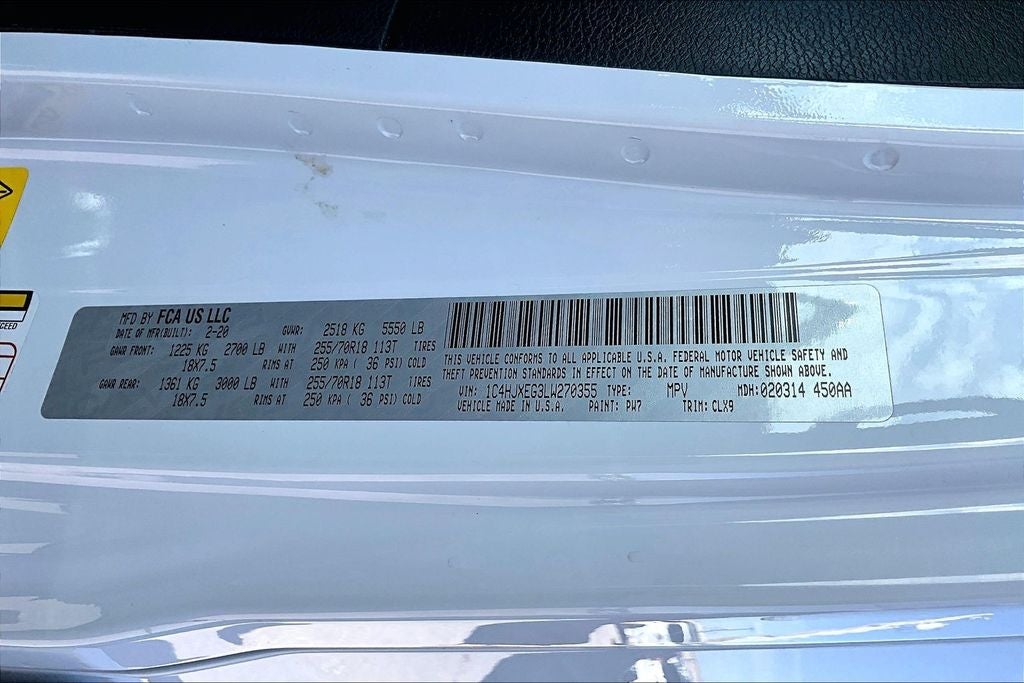 MFD BY FCA US LLC
DATE OF MFR(BUILT): 2-20 GVWR: 2518 KG 5550 LB
GAWR FRONT: 1225 KG 2700 LB WITH 255/70R18 113T TIRES
18X7.5 RIMS AT 250 KPA ( 36 PSI) COLD
GAWR REAR: 1361 KG 3000 LB WITH 255/70R18 113T TIRES
18X7.5 RIMS AT 250 KPA ( 36 PSI) COLD
THIS VEHICLE CONFORMS TO ALL APPLICABLE U.S.A. FEDERAL MOTOR VEHICLE SAFETY AND
THEFT PREVENTION STANDARDS IN EFFECT ON THE DATE OF MANUFACTURE SHOWN ABOVE.
VIN: 1C4HJXEG3LW270355 TYPE: MPV MDH:020314 450AA
VEHICLE MADE IN U.S.A. PAINT: PW7 TRIM: CLX9
CEED